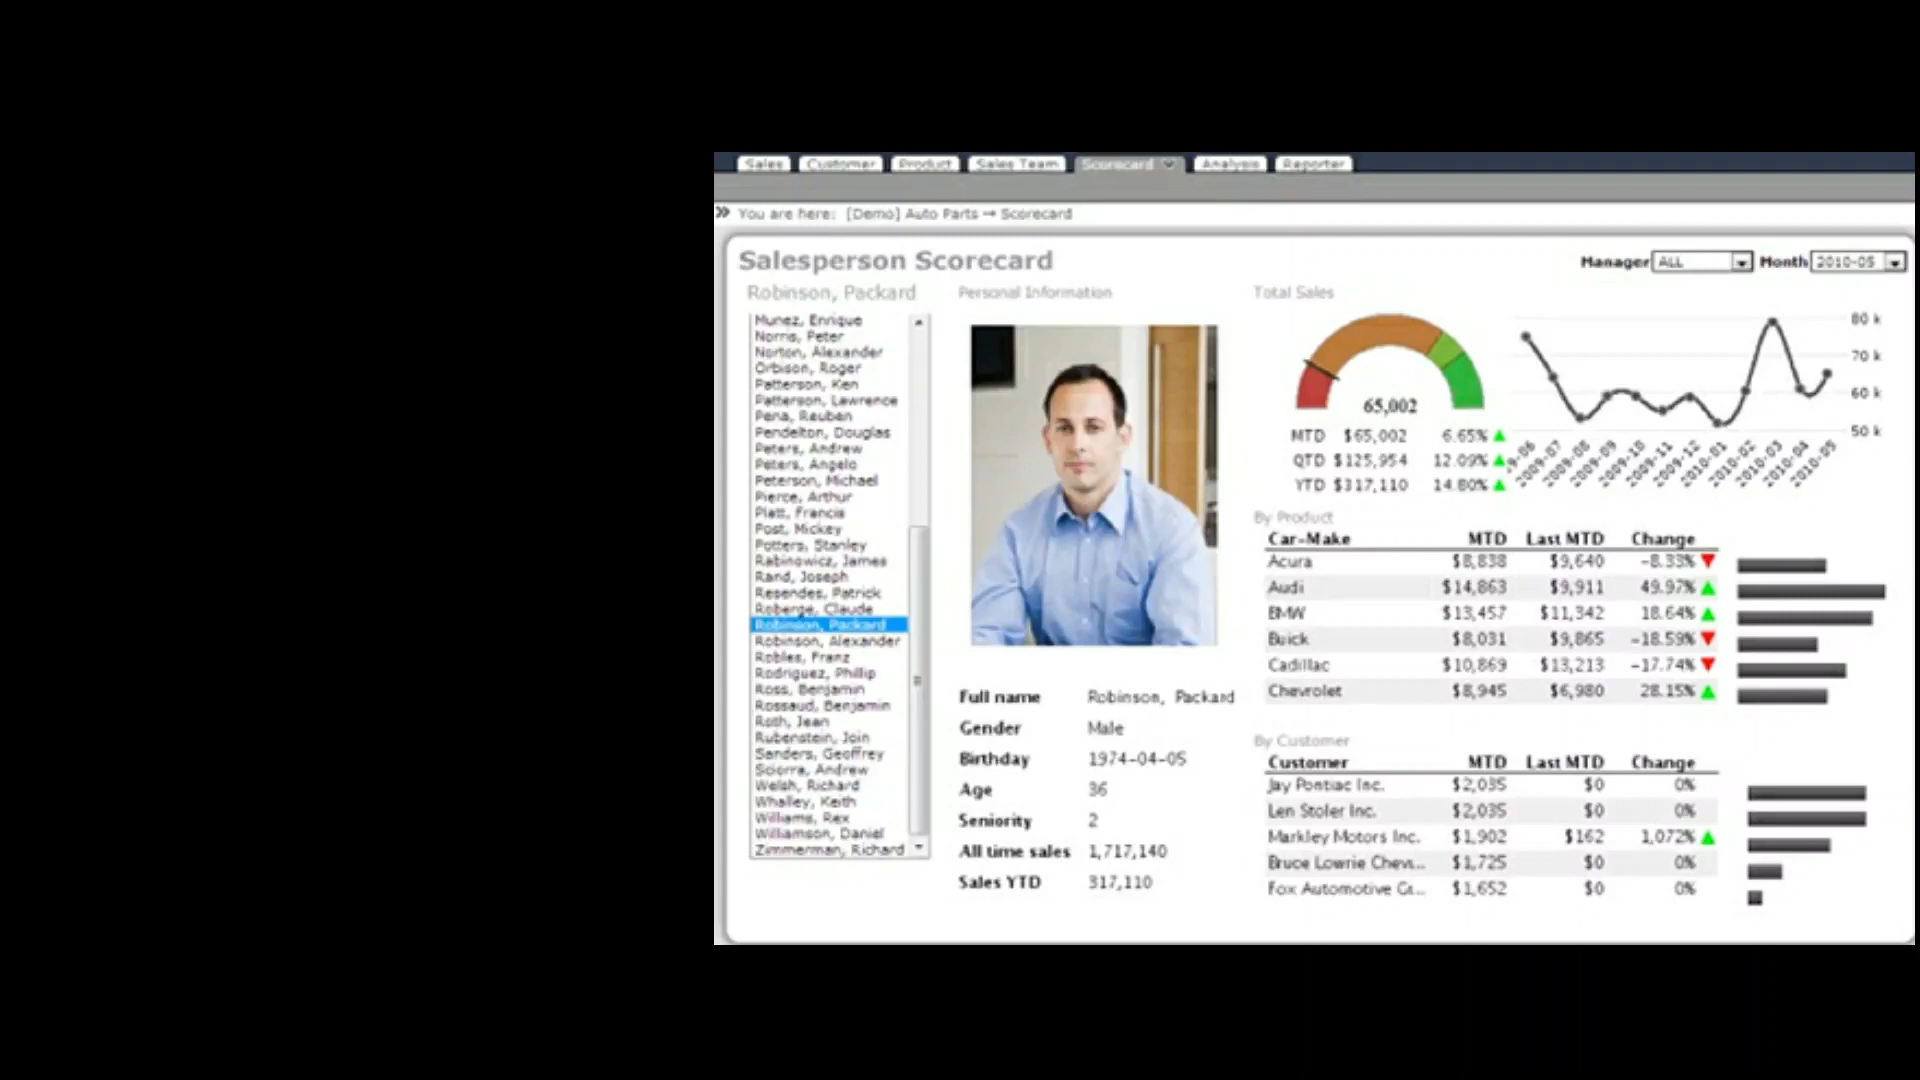 Sales Customer Product Sales Team Scorecard Analysis Reporter
You are here: [Demo] Auto Parts → Scorecard
Salesperson Scorecard
Manager ALL Month 2010-05
Robinson, Packard
Munez, Enrique
Norris, Peter
Norton, Alexander
Orbison, Roger
Patterson, Ken
Patterson, Lawrence
Pena, Reuben
Pendelton, Douglas
Peters, Andrew
Peters, Angelo
Peterson, Michael
Pierce, Arthur
Platt, Francis
Post, Mickey
Potters, Stanley
Rabinowicz, James
Rand, Joseph
Resendes, Patrick
Roberge, Claude
Robinson, Packard
Robinson, Alexander
Robles, Franz
Rodriguez, Phillip
Ross, Benjamin
Rossaud, Benjamin
Roth, Jean
Rubenstein, Join
Sanders, Geoffrey
Sciorra, Andrew
Welsh, Richard
Whalley, Keith
Williams, Rex
Williamson, Daniel
Zimmerman, Richard
Personal Information
Full name Robinson, Packard
Gender Male
Birthday 1974-04-05
Age 36
Seniority 2
All time sales 1,717,140
Sales YTD 317,110
Total Sales
65,002
MTD $65,002 6.65%
QTD $125,954 12.09%
YTD $317,110 14.80%
80 k
70 k
60 k
50 k
9-06 2009-07 2009-08 2009-09 2009-10 2009-11 2009-12 2010-01 2010-02 2010-03 2010-04 2010-05
By Product
Car-Make MTD Last MTD Change
Acura $8,838 $9,640 -8.33%
Audi $14,863 $9,911 49.97%
BMW $13,457 $11,342 18.64%
Buick $8,031 $9,865 -18.59%
Cadillac $10,869 $13,213 -17.74%
Chevrolet $8,945 $6,980 28.15%
By Customer
Customer MTD Last MTD Change
Jay Pontiac Inc. $2,035 $0 0%
Len Stoler Inc. $2,035 $0 0%
Markley Motors Inc. $1,902 $162 1,072%
Bruce Lowrie Chev... $1,725 $0 0%
Fox Automotive Gr... $1,652 $0 0%